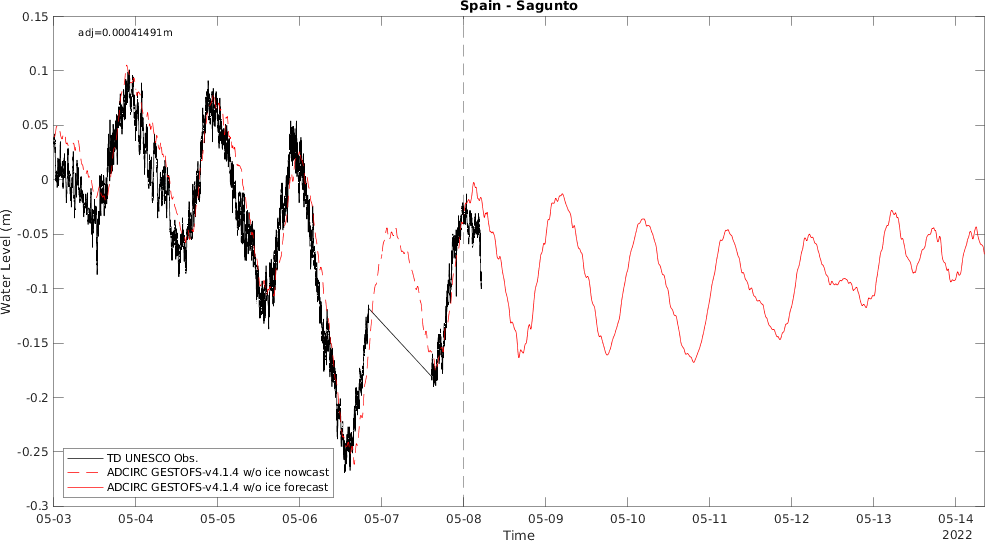 Spain - Sagunto
adj=0.00041491m
0.15
0.1
0.05
0
-0.05
-0.1
-0.15
-0.2
-0.25
-0.3
Water Level (m)
TD UNESCO Obs.
ADCIRC GESTOFS-v4.1.4 w/o ice nowcast
ADCIRC GESTOFS-v4.1.4 w/o ice forecast
05-03 05-04 05-05 05-06 05-07 05-08 05-09 05-10 05-11 05-12 05-13 05-14
Time
2022